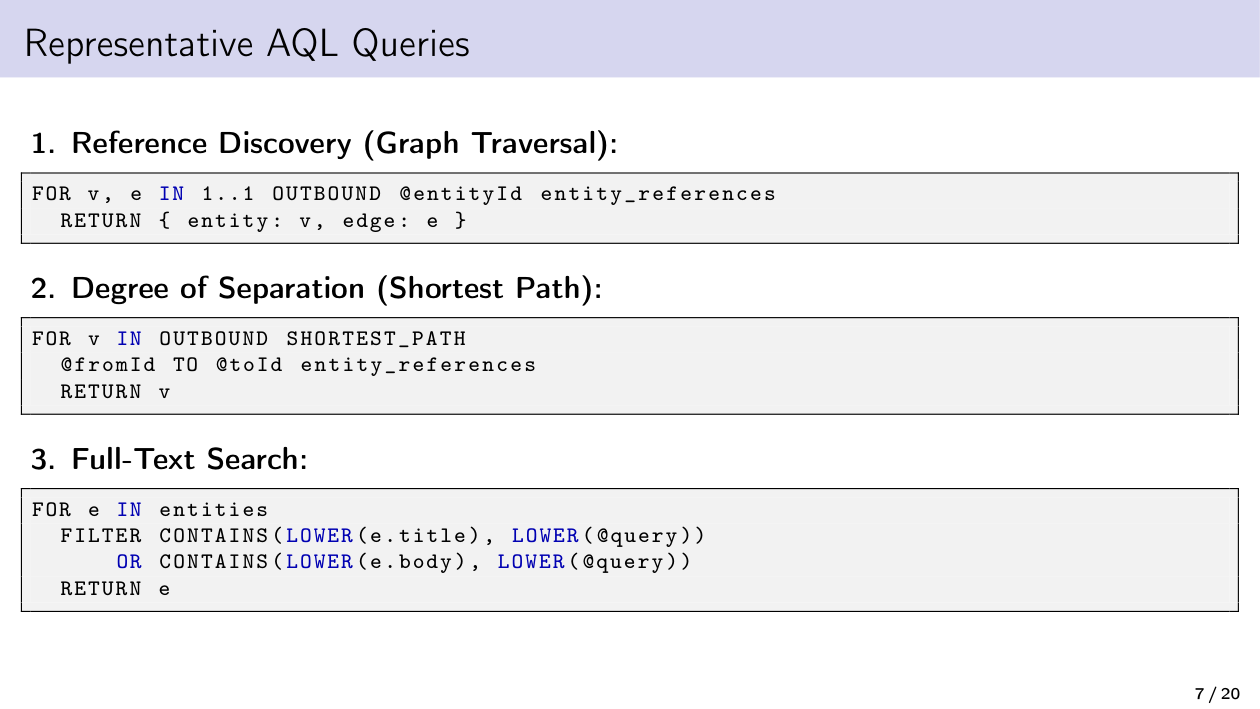 Representative AQL Queries
1. Reference Discovery (Graph Traversal):
FOR v, e IN 1..1 OUTBOUND @entityId entity_references
  RETURN { entity: v, edge: e }
2. Degree of Separation (Shortest Path):
FOR v IN OUTBOUND SHORTEST_PATH
  @fromId TO @toId entity_references
  RETURN v
3. Full-Text Search:
FOR e IN entities
  FILTER CONTAINS(LOWER(e.title), LOWER(@query))
      OR CONTAINS(LOWER(e.body), LOWER(@query))
  RETURN e
7 / 20